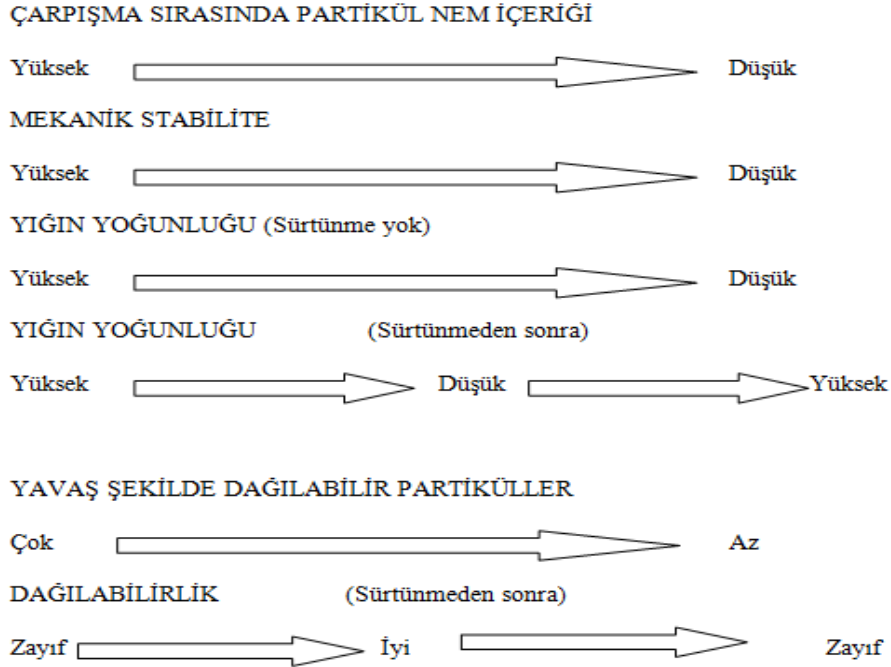 ÇARPIŞMA SIRASINDA PARTİKÜL NEM İÇERİĞİ
Yüksek Düşük
MEKANİK STABİLİTE
Yüksek Düşük
YIĞIN YOĞUNLUĞU (Sürtünme yok)
Yüksek Düşük
YIĞIN YOĞUNLUĞU (Sürtünmeden sonra)
Yüksek Düşük Yüksek
YAVAŞ ŞEKİLDE DAĞILABİLİR PARTİKÜLLER
Çok Az
DAĞILABİLİRLİK (Sürtünmeden sonra)
Zayıf İyi Zayıf